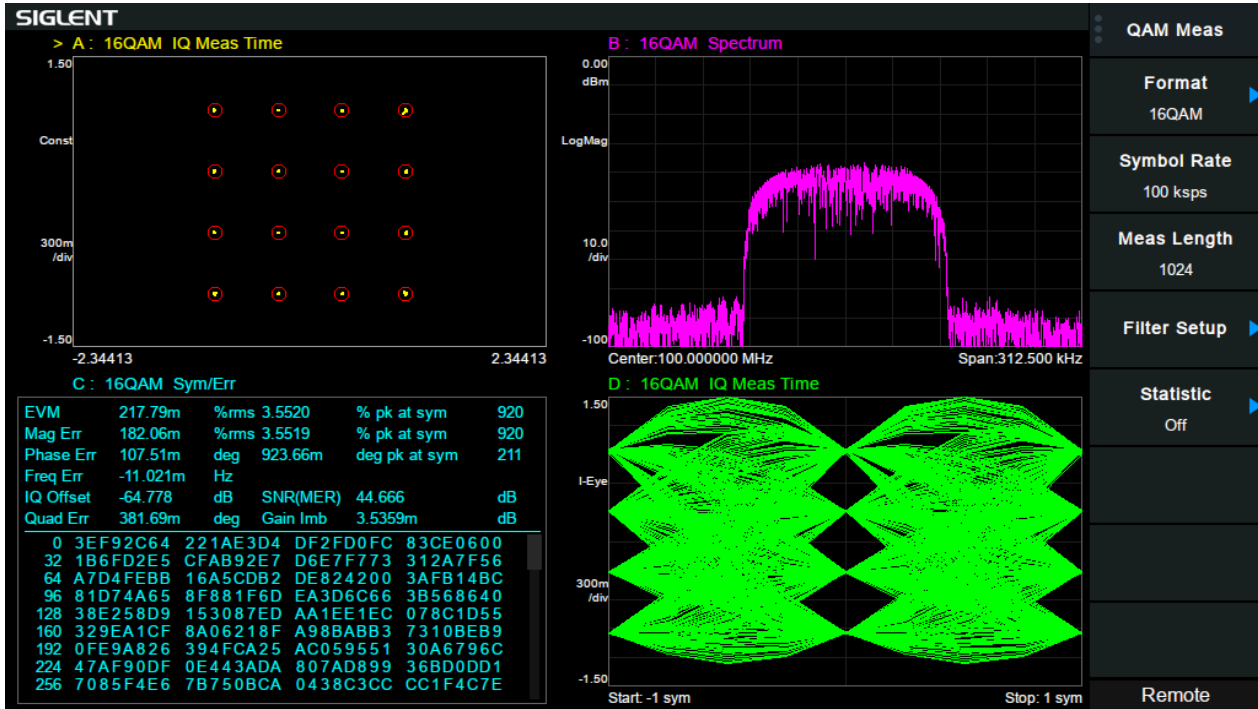 SIGLENT
> A : 16QAM IQ Meas Time
1.50
Const
300m
/div
-1.50
-2.34413 2.34413
B : 16QAM Spectrum
0.00
dBm
LogMag
10.0
/div
-100
Center:100.000000 MHz Span:312.500 kHz
C : 16QAM Sym/Err
EVM 217.79m %rms 3.5520 % pk at sym 920
Mag Err 182.06m %rms 3.5519 % pk at sym 920
Phase Err 107.51m deg 923.66m deg pk at sym 211
Freq Err -11.021m Hz
IQ Offset -64.778 dB SNR(MER) 44.666 dB
Quad Err 381.69m deg Gain Imb 3.5359m dB
0 3EF92C64 221AE3D4 DF2FD0FC 83CE0600
32 1B6FD2E5 CFAB92E7 D6E7F773 312A7F56
64 A7D4FEBB 16A5CDB2 DE824200 3AFB14BC
96 81D74A65 8F881F6D EA3D6C66 3B568640
128 38E258D9 153087ED AA1EE1EC 078C1D55
160 329EA1CF 8A06218F A98BABB3 7310BEB9
192 0FE9A826 394FCA25 AC059551 30A6796C
224 47AF90DF 0E443ADA 807AD899 36BD0DD1
256 7085F4E6 7B750BCA 0438C3CC CC1F4C7E
D : 16QAM IQ Meas Time
1.50
I-Eye
300m
/div
-1.50
Start: -1 sym Stop: 1 sym
QAM Meas
Format
16QAM
Symbol Rate
100 ksps
Meas Length
1024
Filter Setup
Statistic
Off
Remote